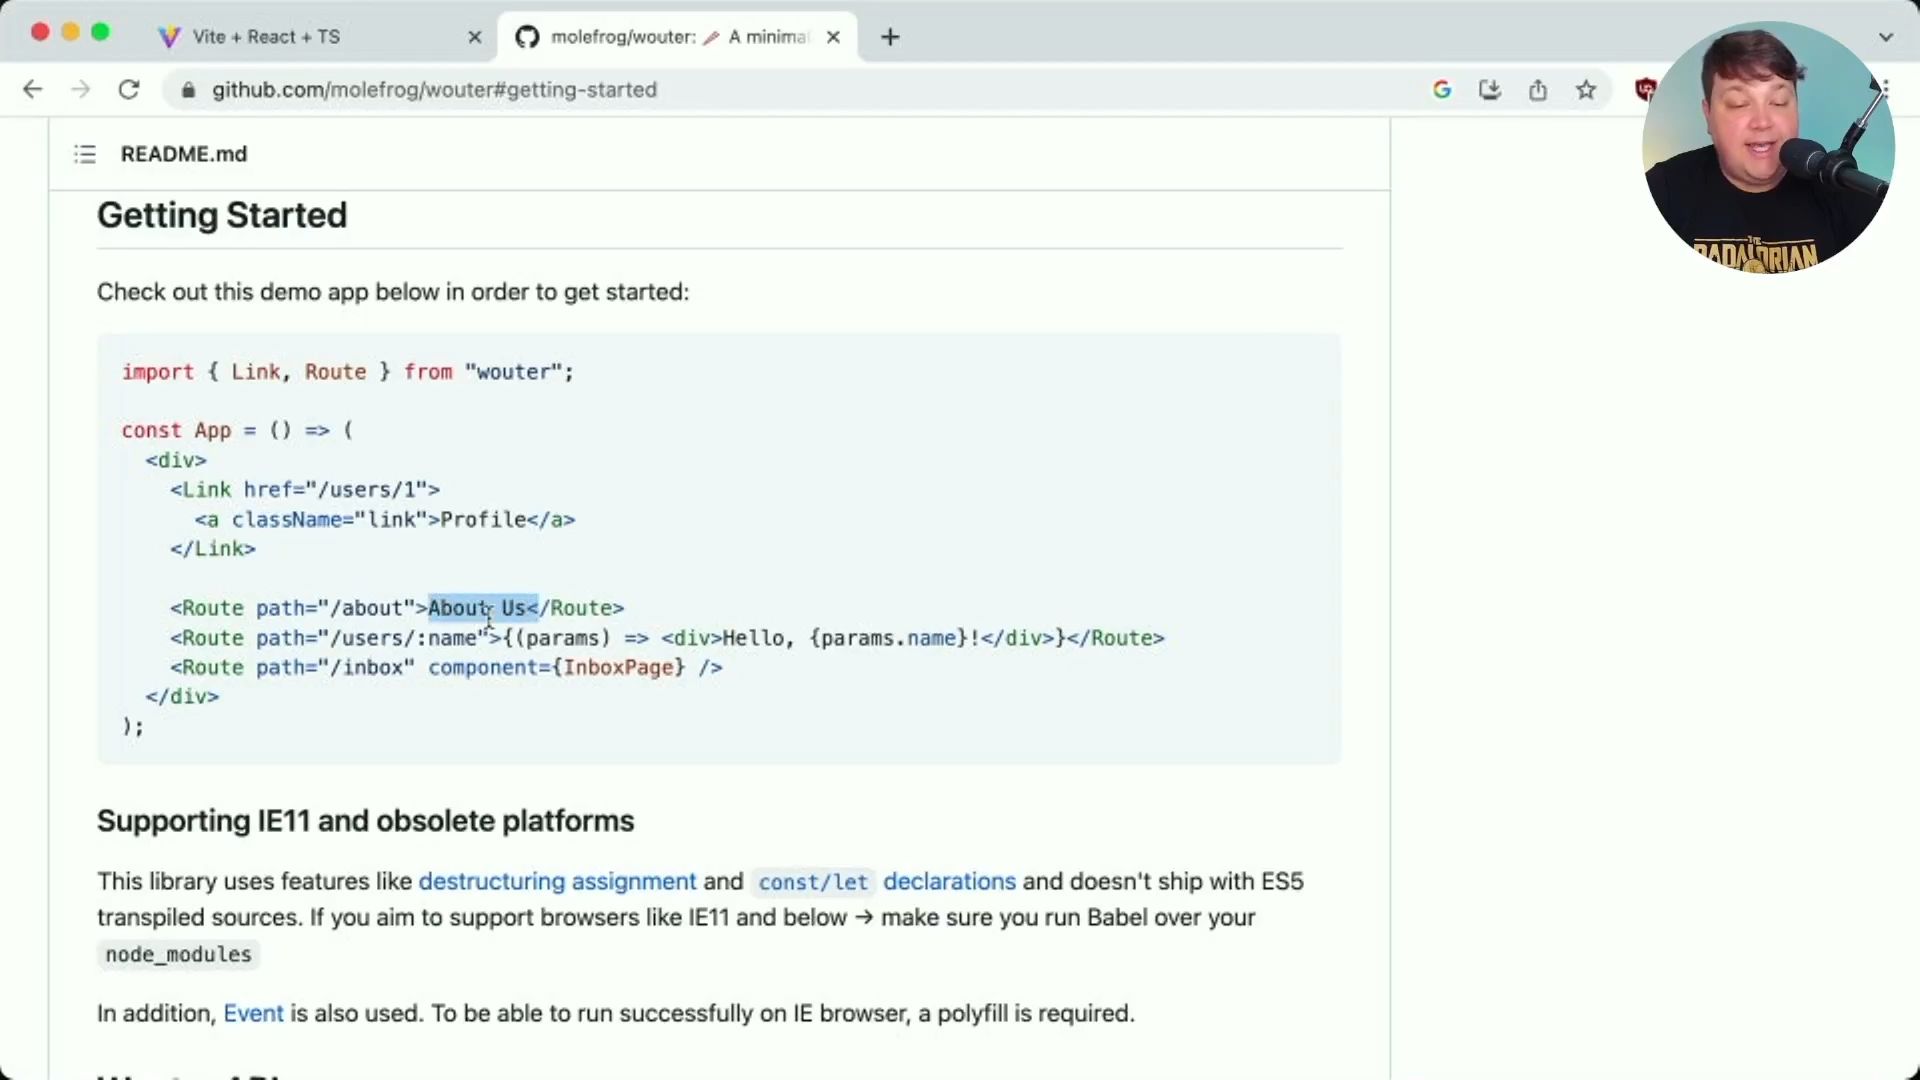 Vite + React + TS
molefrog/wouter: A minima
github.com/molefrog/wouter#getting-started
README.md
Getting Started
Check out this demo app below in order to get started:
import { Link, Route } from "wouter";
const App = () => (
<div>
<Link href="/users/1">
<a className="link">Profile</a>
</Link>
<Route path="/about">About Us</Route>
<Route path="/users/:name">{(params) => <div>Hello, {params.name}!</div>}</Route>
<Route path="/inbox" component={InboxPage} />
</div>
);
Supporting IE11 and obsolete platforms
This library uses features like destructuring assignment and const/let declarations and doesn't ship with ES5
transpiled sources. If you aim to support browsers like IE11 and below → make sure you run Babel over your
node_modules
In addition, Event is also used. To be able to run successfully on IE browser, a polyfill is required.